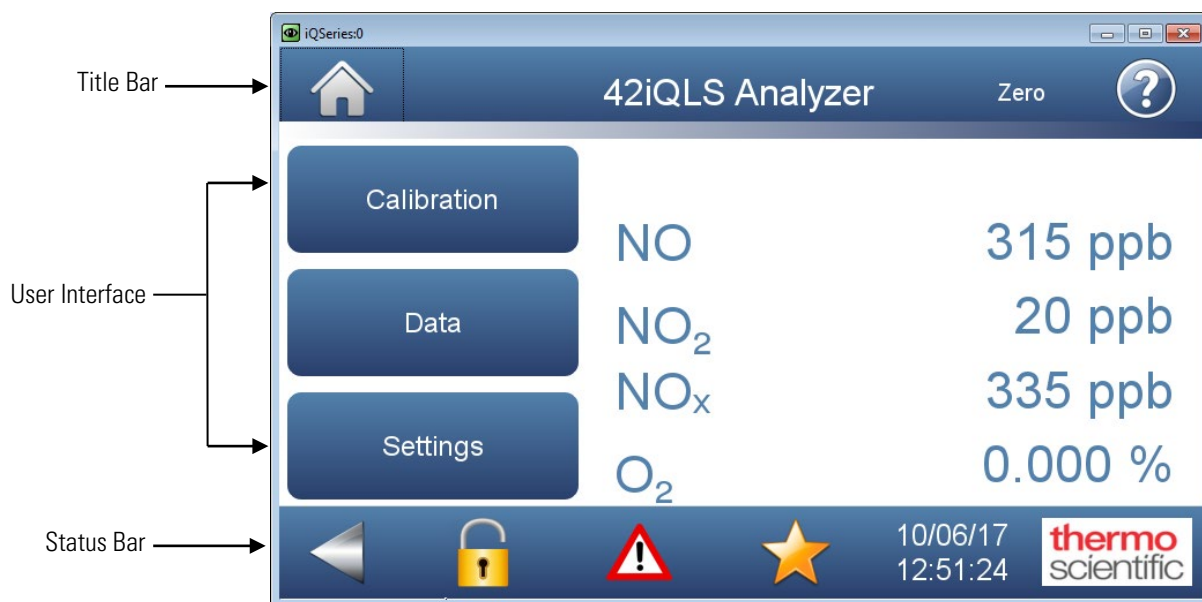 iQSeries:0
Title Bar
42iQLS Analyzer Zero ?
User Interface
Calibration
Data
Settings
NO 315 ppb
NO₂ 20 ppb
NOₓ 335 ppb
O₂ 0.000 %
Status Bar
!
10/06/17
12:51:24
thermo
scientific